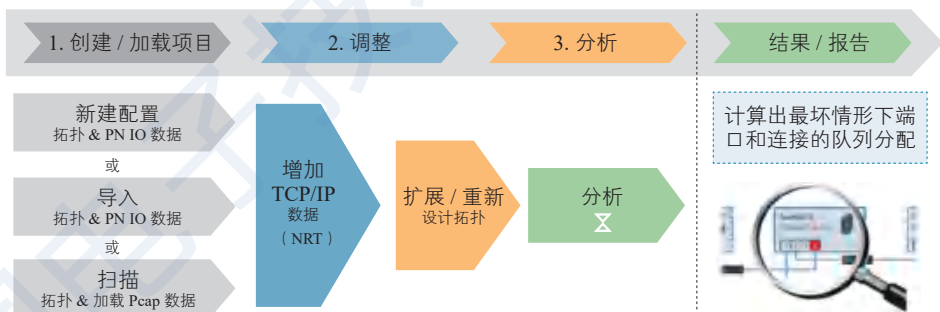 1. 创建 / 加载项目
2. 调整
3. 分析
结果 / 报告
新建配置
拓扑 & PN IO 数据
或
导入
拓扑 & PN IO 数据
或
扫描
拓扑 & 加载 Pcap 数据
增加
TCP/IP
数据
（NRT）
扩展 / 重新
设计拓扑
分析
计算出最坏情形下端
口和连接的队列分配